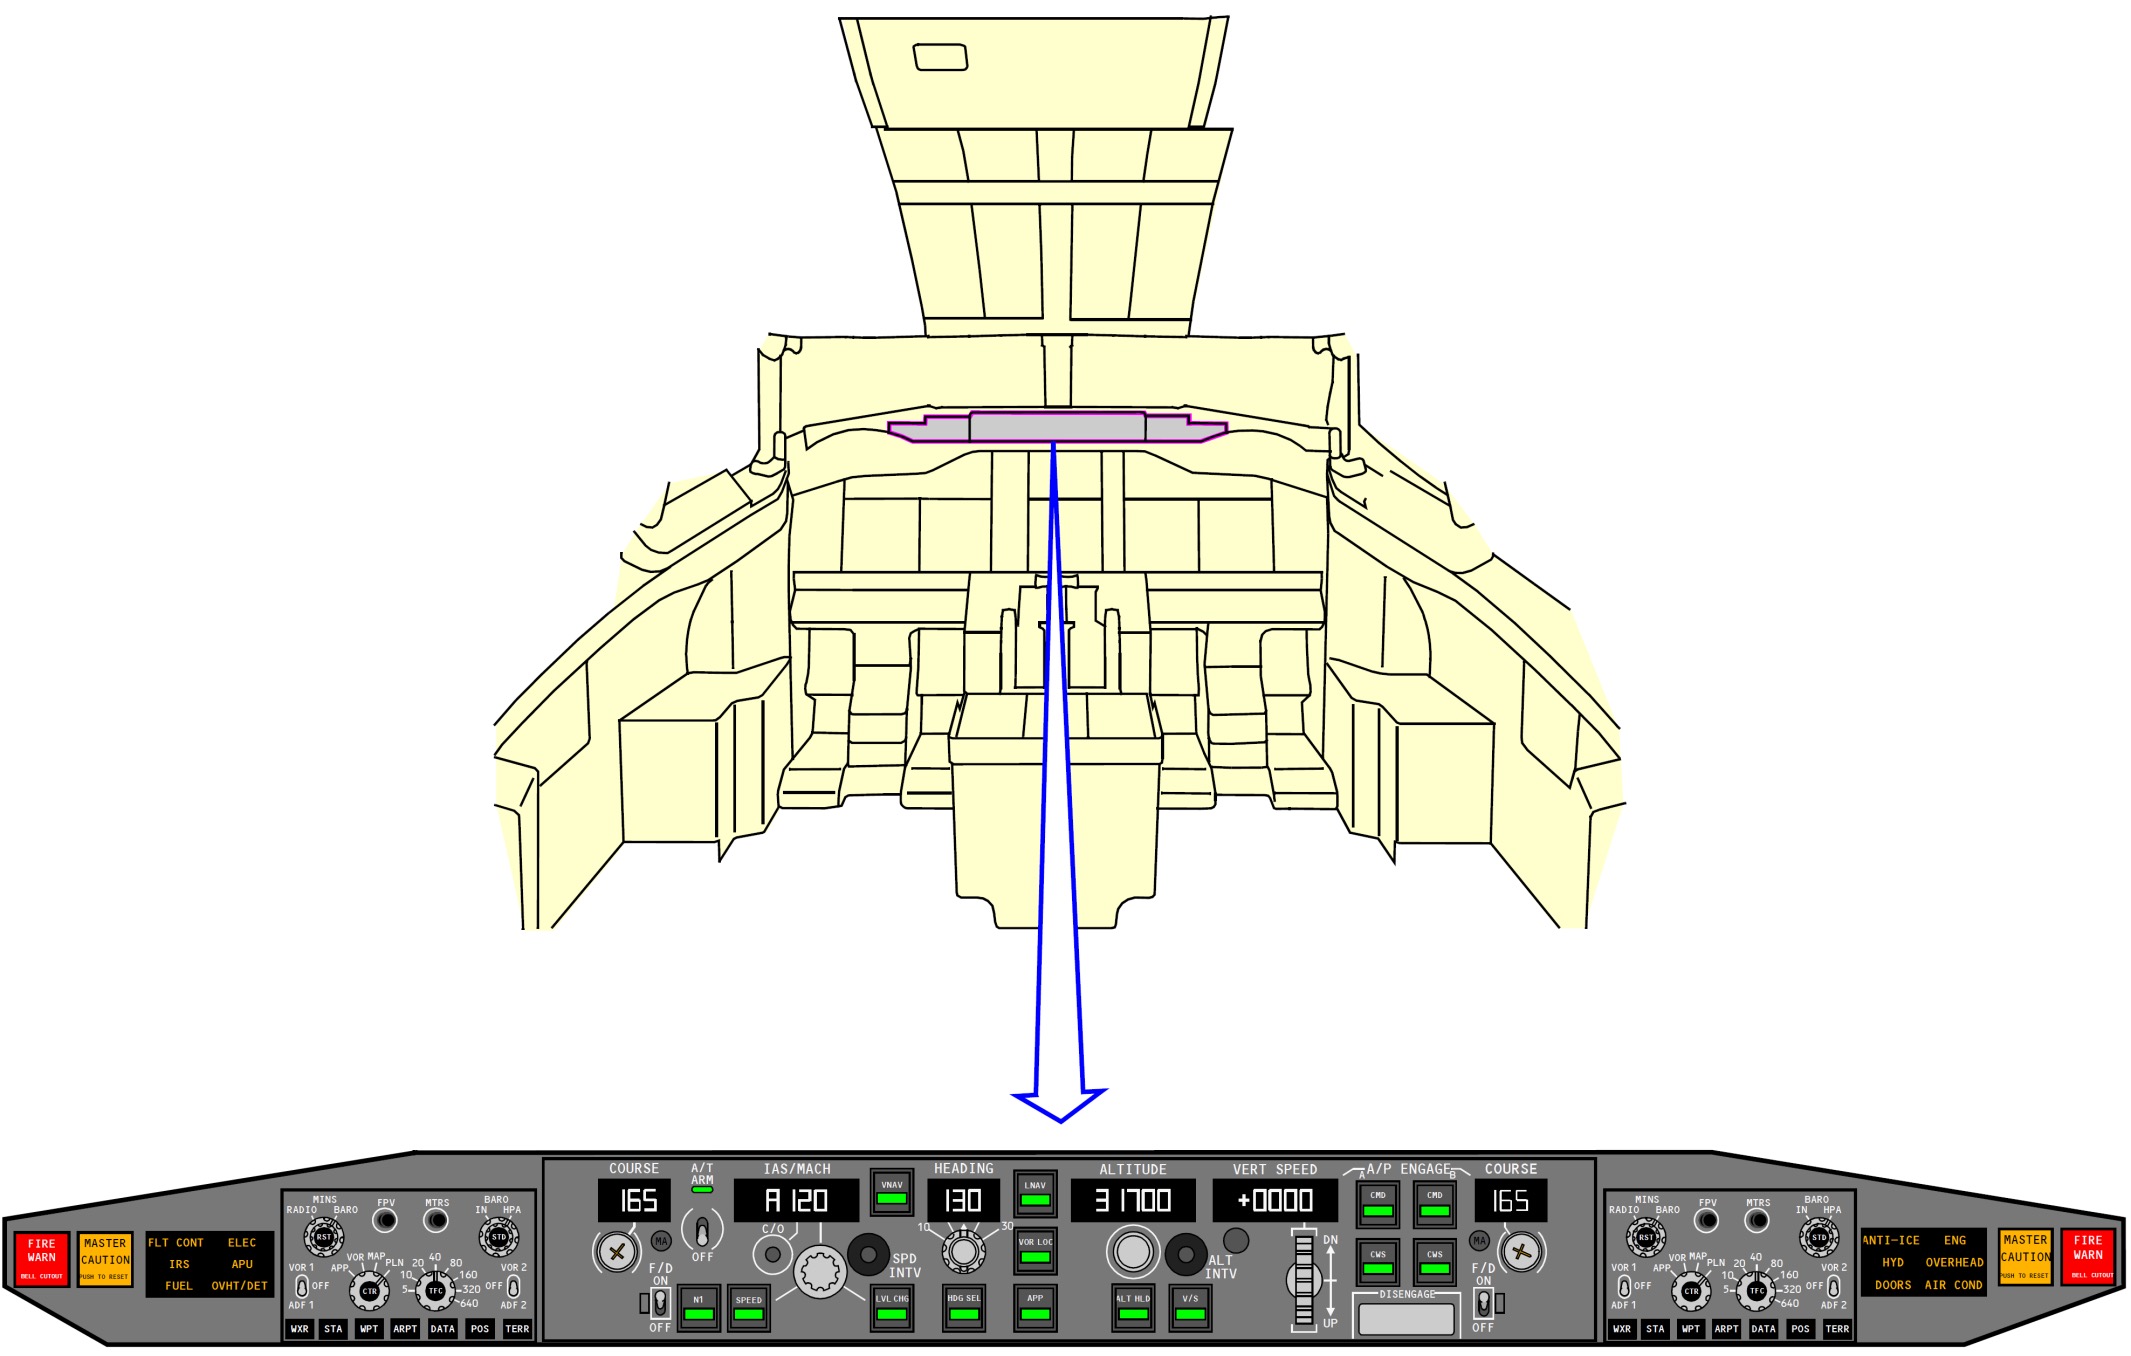 FIRE
WARN
BELL CUTOUT
MASTER
CAUTION
PUSH TO RESET
FLT CONT ELEC
IRS APU
FUEL OVHT/DET
MINS
RADIO BARO
RST
FPV
MTRS
BARO
IN HPA
STD
VOR 1
OFF
ADF 1
APP VOR MAP PLN
CTR
5 10 20 40 80 160 320 640
TFC
VOR 2
OFF
ADF 2
WXR STA WPT ARPT DATA POS TERR
COURSE
165
MA
F/D
ON
OFF
A/T
ARM
OFF
N1
IAS/MACH
A 120
C/O
SPEED
VNAV
SPD
INTV
LVL CHG
HEADING
130
10 30
HDG SEL
LNAV
VOR LOC
APP
ALTITUDE
31700
ALT
INTV
ALT HLD
V/S
VERT SPEED
+0000
DN
UP
A/P ENGAGE
A B
CMD CMD
CWS CWS
DISENGAGE
COURSE
165
MA
F/D
ON
OFF
MINS
RADIO BARO
RST
FPV
MTRS
BARO
IN HPA
STD
VOR 1
OFF
ADF 1
APP VOR MAP PLN
CTR
5 10 20 40 80 160 320 640
TFC
VOR 2
OFF
ADF 2
WXR STA WPT ARPT DATA POS TERR
ANTI-ICE ENG
HYD OVERHEAD
DOORS AIR COND
MASTER
CAUTION
PUSH TO RESET
FIRE
WARN
BELL CUTOUT